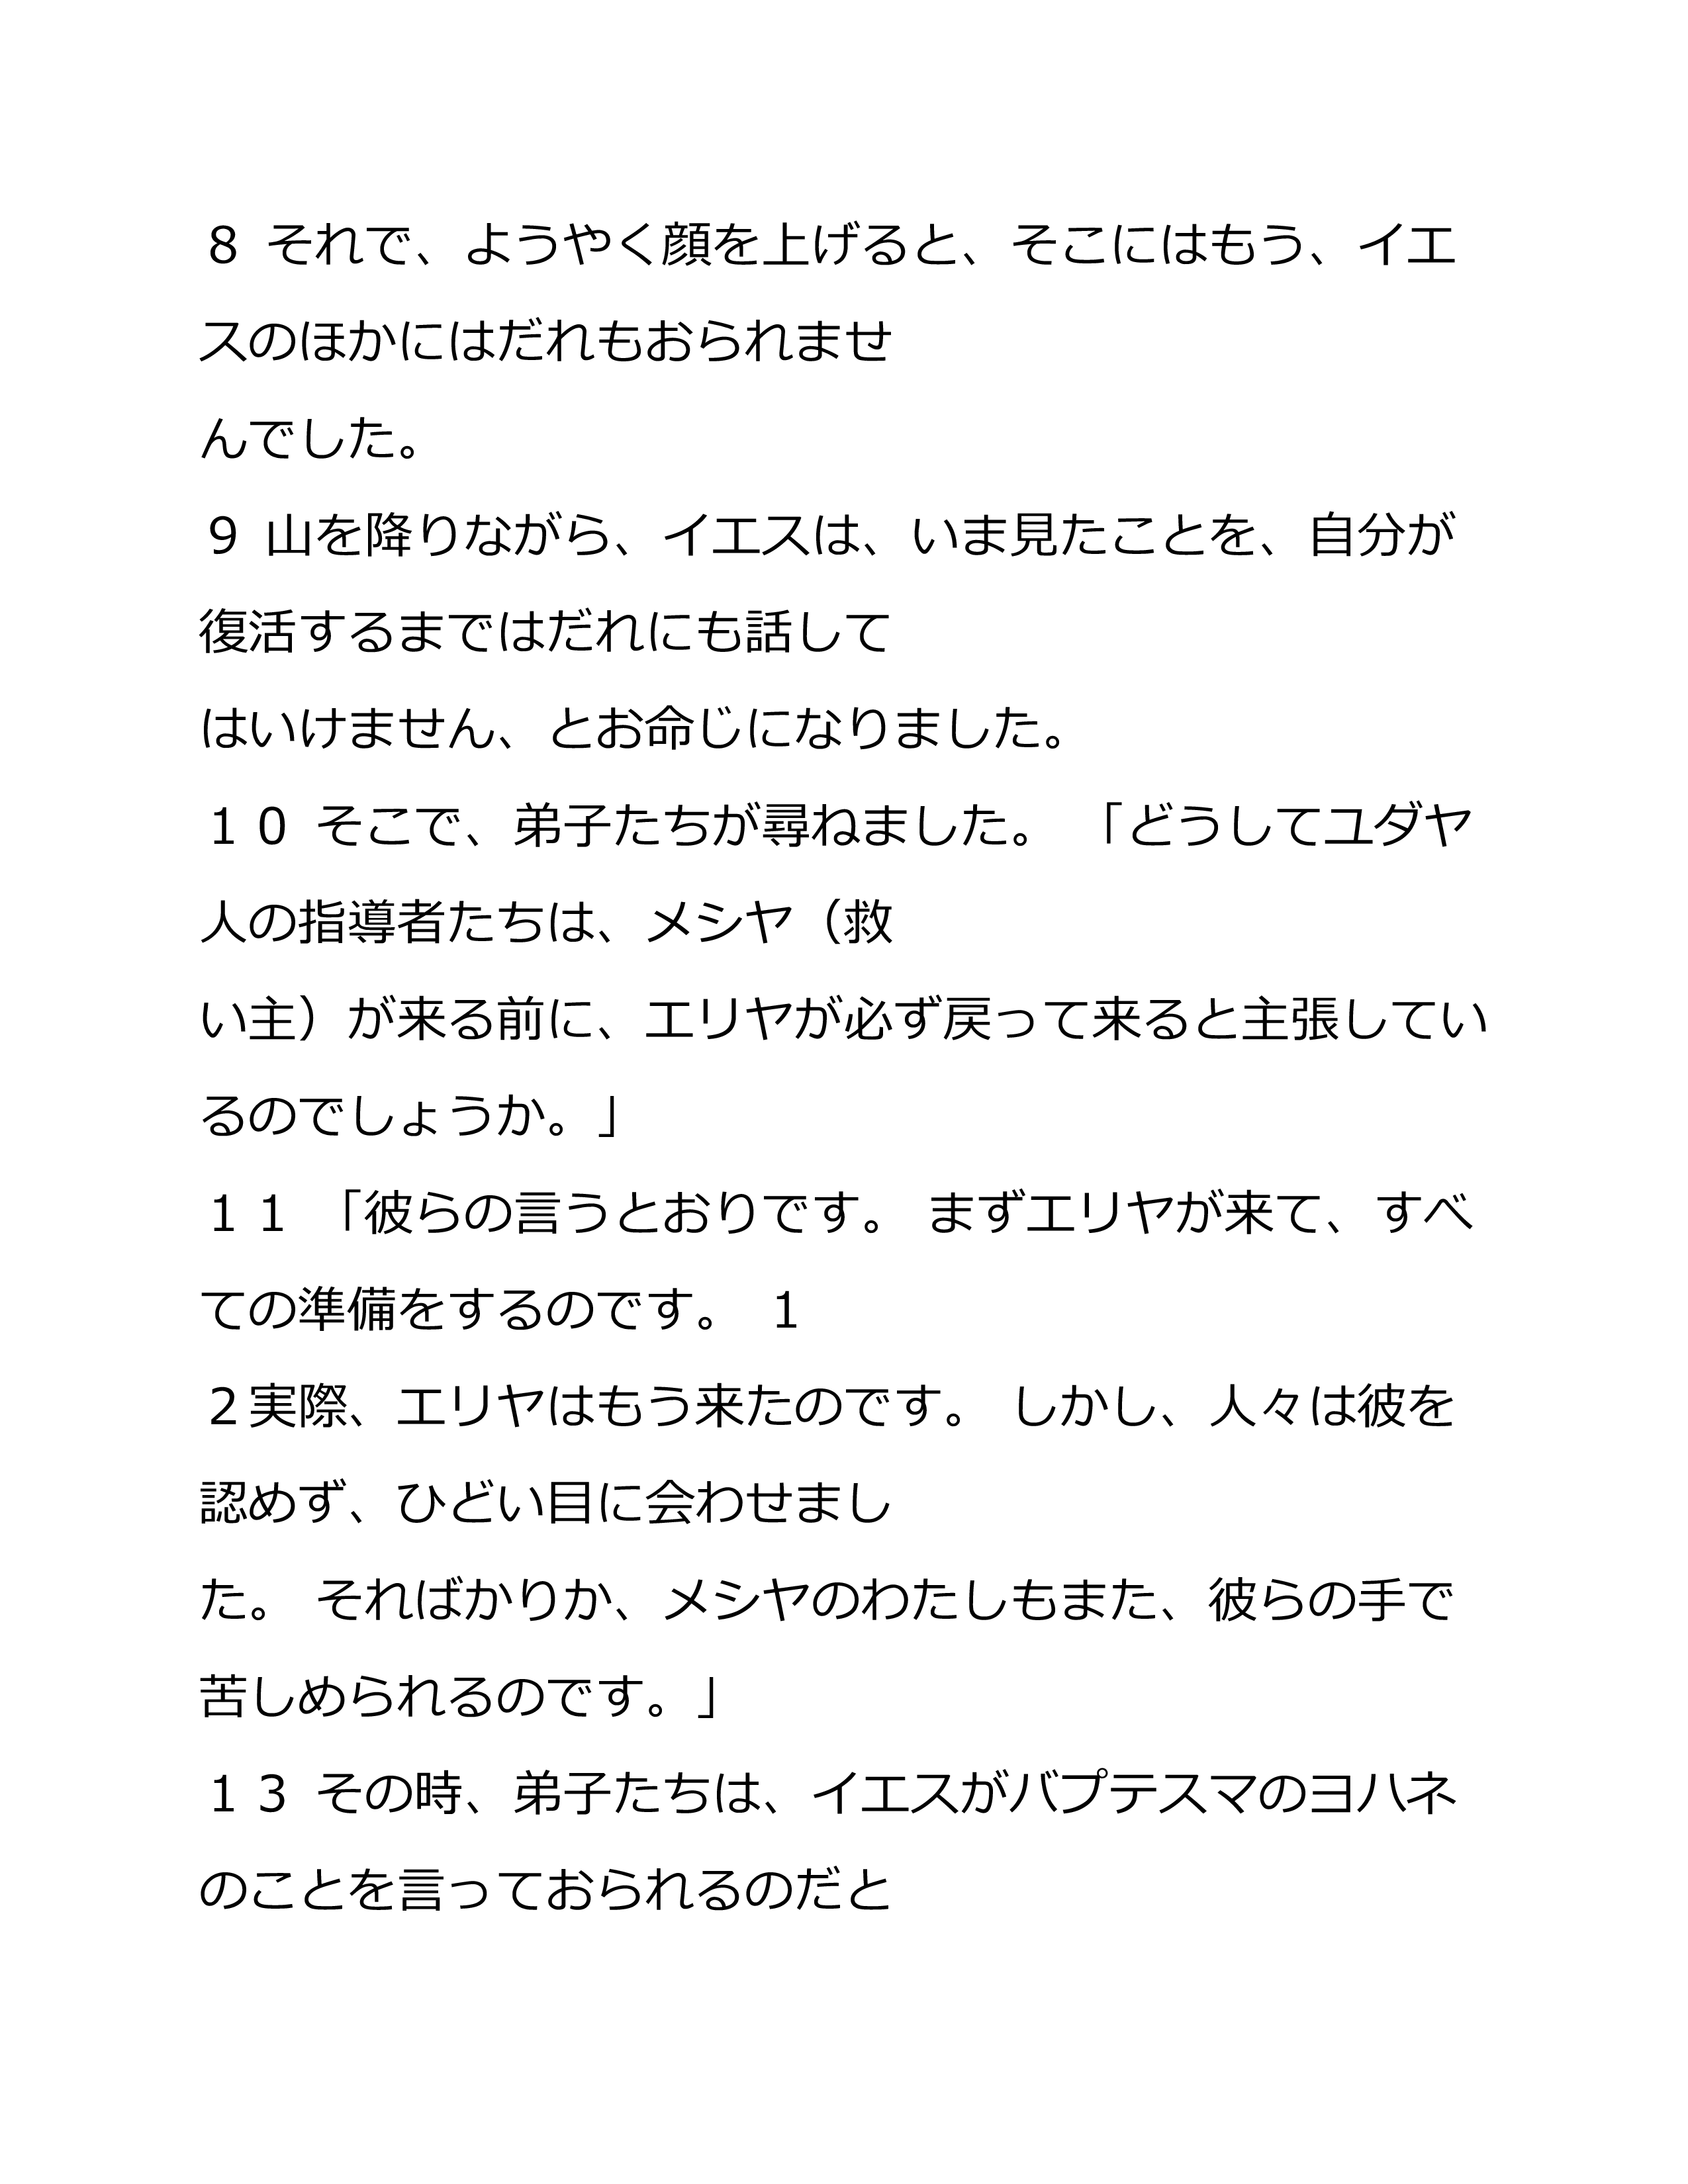 ８ それで、ようやく顔を上げると、そこにはもう、イエ
スのほかにはだれもおられませ
んでした。
９ 山を降りながら、イエスは、いま見たことを、自分が
復活するまではだれにも話して
はいけません、とお命じになりました。
１０ そこで、弟子たちが尋ねました。 「どうしてユダヤ
人の指導者たちは、メシヤ（救
い主）が来る前に、エリヤが必ず戻って来ると主張してい
るのでしょうか。」
１１ 「彼らの言うとおりです。 まずエリヤが来て、すべ
ての準備をするのです。 １
２実際、エリヤはもう来たのです。 しかし、人々は彼を
認めず、ひどい目に会わせまし
た。 そればかりか、メシヤのわたしもまた、彼らの手で
苦しめられるのです。」
１３ その時、弟子たちは、イエスがバプテスマのヨハネ
のことを言っておられるのだと